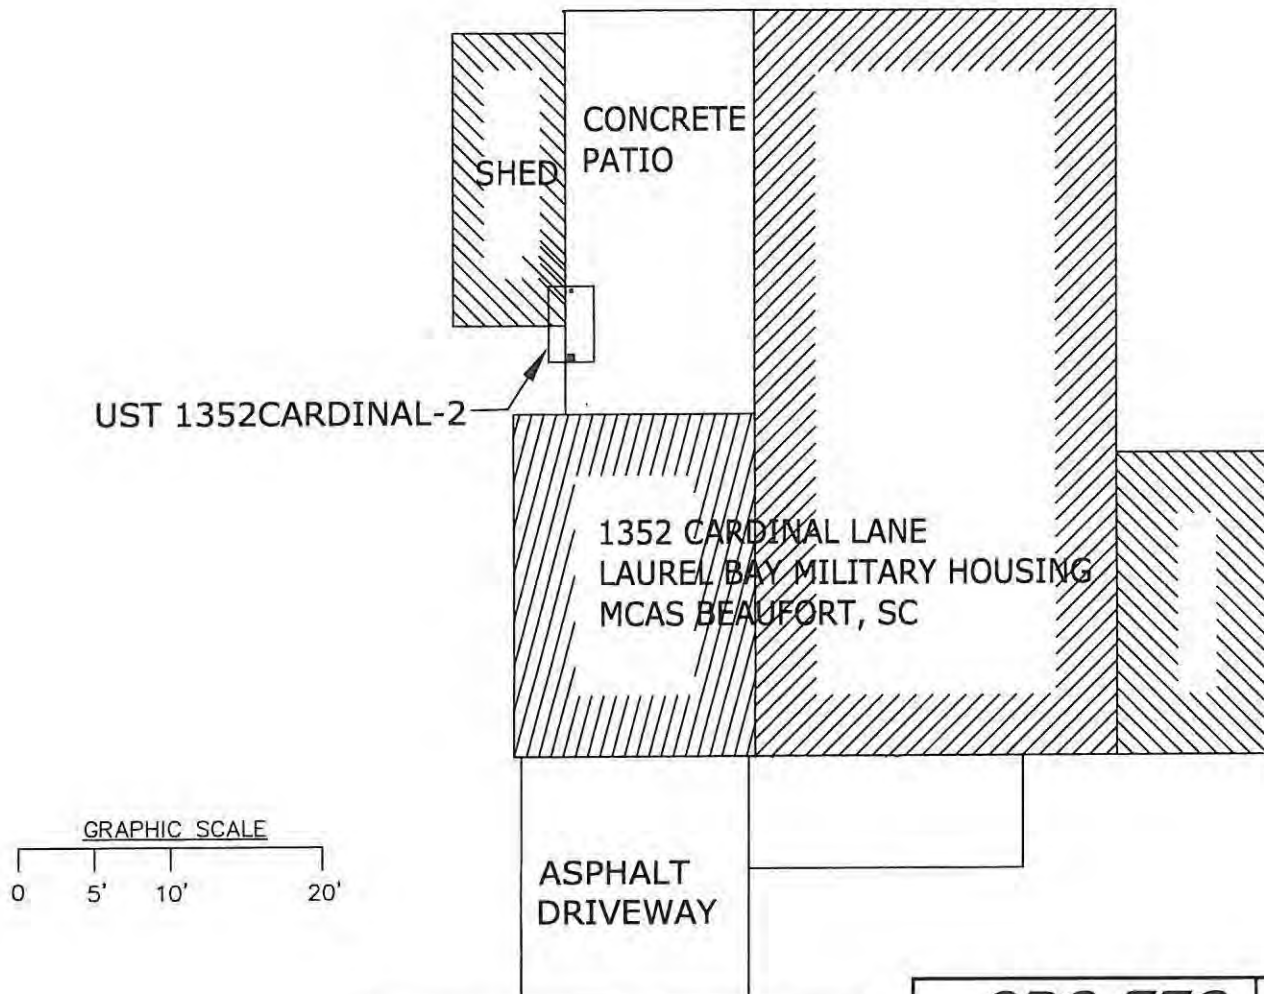 CONCRETE
PATIO
SHED
UST 1352CARDINAL-2
1352 CARDINAL LANE
LAUREL BAY MILITARY HOUSING
MCAS BEAUFORT, SC
GRAPHIC SCALE
0 5' 10' 20'
ASPHALT
DRIVEWAY